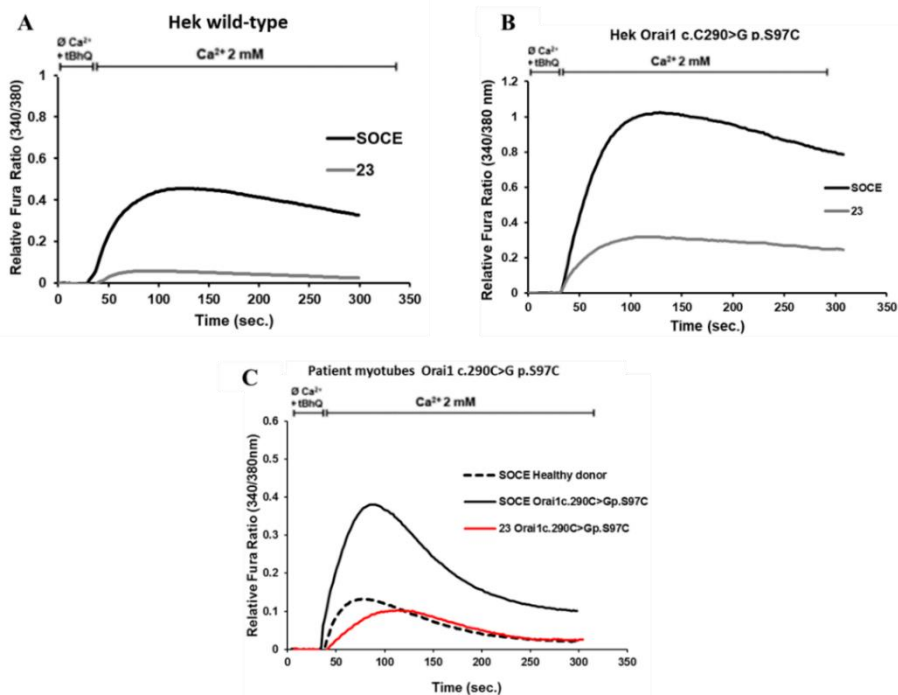 A
Hek wild-type
Ø Ca²⁺
+ tBhQ
Ca²⁺ 2 mM
Relative Fura Ratio (340/380)
1
0.8
0.6
0.4
0.2
0
SOCE
23
0 50 100 150 200 250 300 350
Time (sec.)
B
Hek Orai1 c.C290>G p.S97C
Ø Ca²⁺
+ tBhQ
Ca²⁺ 2 mM
Relative Fura Ratio (340/380 nm)
1.2
1
0.8
0.6
0.4
0.2
0
SOCE
23
0 50 100 150 200 250 300 350
Time (sec.)
C
Patient myotubes Orai1 c.290C>G p.S97C
Ø Ca²⁺
+ tBhQ
Ca²⁺ 2 mM
Relative Fura Ratio (340/380nm)
0.6
0.5
0.4
0.3
0.2
0.1
0
SOCE Healthy donor
SOCE Orai1c.290C>Gp.S97C
23 Orai1c.290C>Gp.S97C
0 50 100 150 200 250 300 350
Time (sec.)